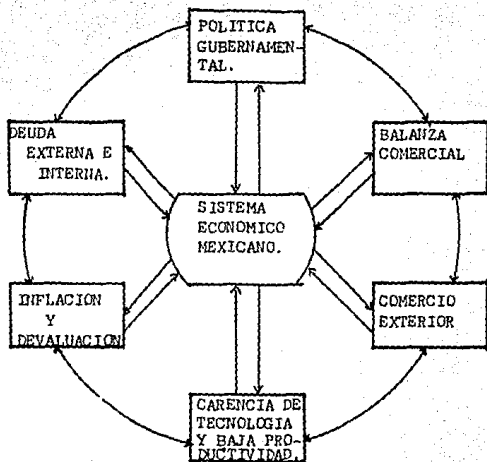 POLITICA
GUBERNAMEN-
TAL.
DEUDA
EXTERNA E
INTERNA.
BALANZA
COMERCIAL
SISTEMA
ECONOMICO
MEXICANO.
INFLACION
Y
DEVALUACION
COMERCIO
EXTERIOR
CARENCIA DE
TECNOLOGIA
Y BAJA PRO-
DUCTIVIDAD.